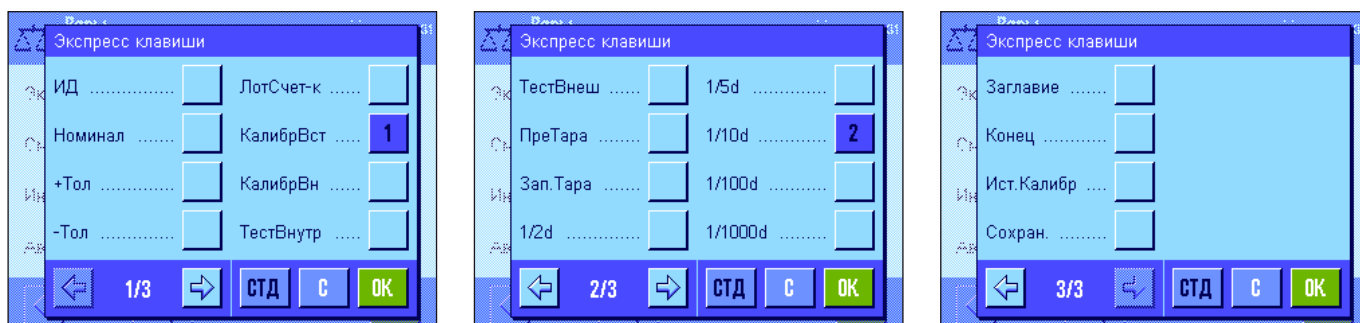 Экспресс клавиши
ИД ............... ЛотСчет-к ......
Номинал ....... КалибрВст ..... 1
+Тол .............. КалибрВн ......
-Тол .............. ТестВнутр .....
1/3 СТД C OK
Экспресс клавиши
ТестВнеш ...... 1/5d ..............
ПреТара ......... 1/10d ............ 2
Зап.Тара ....... 1/100d ..........
1/2d .............. 1/1000d ........
2/3 СТД C OK
Экспресс клавиши
Заглавие .......
Конец ............
Ист.Калибр ....
Сохран. .........
3/3 СТД C OK